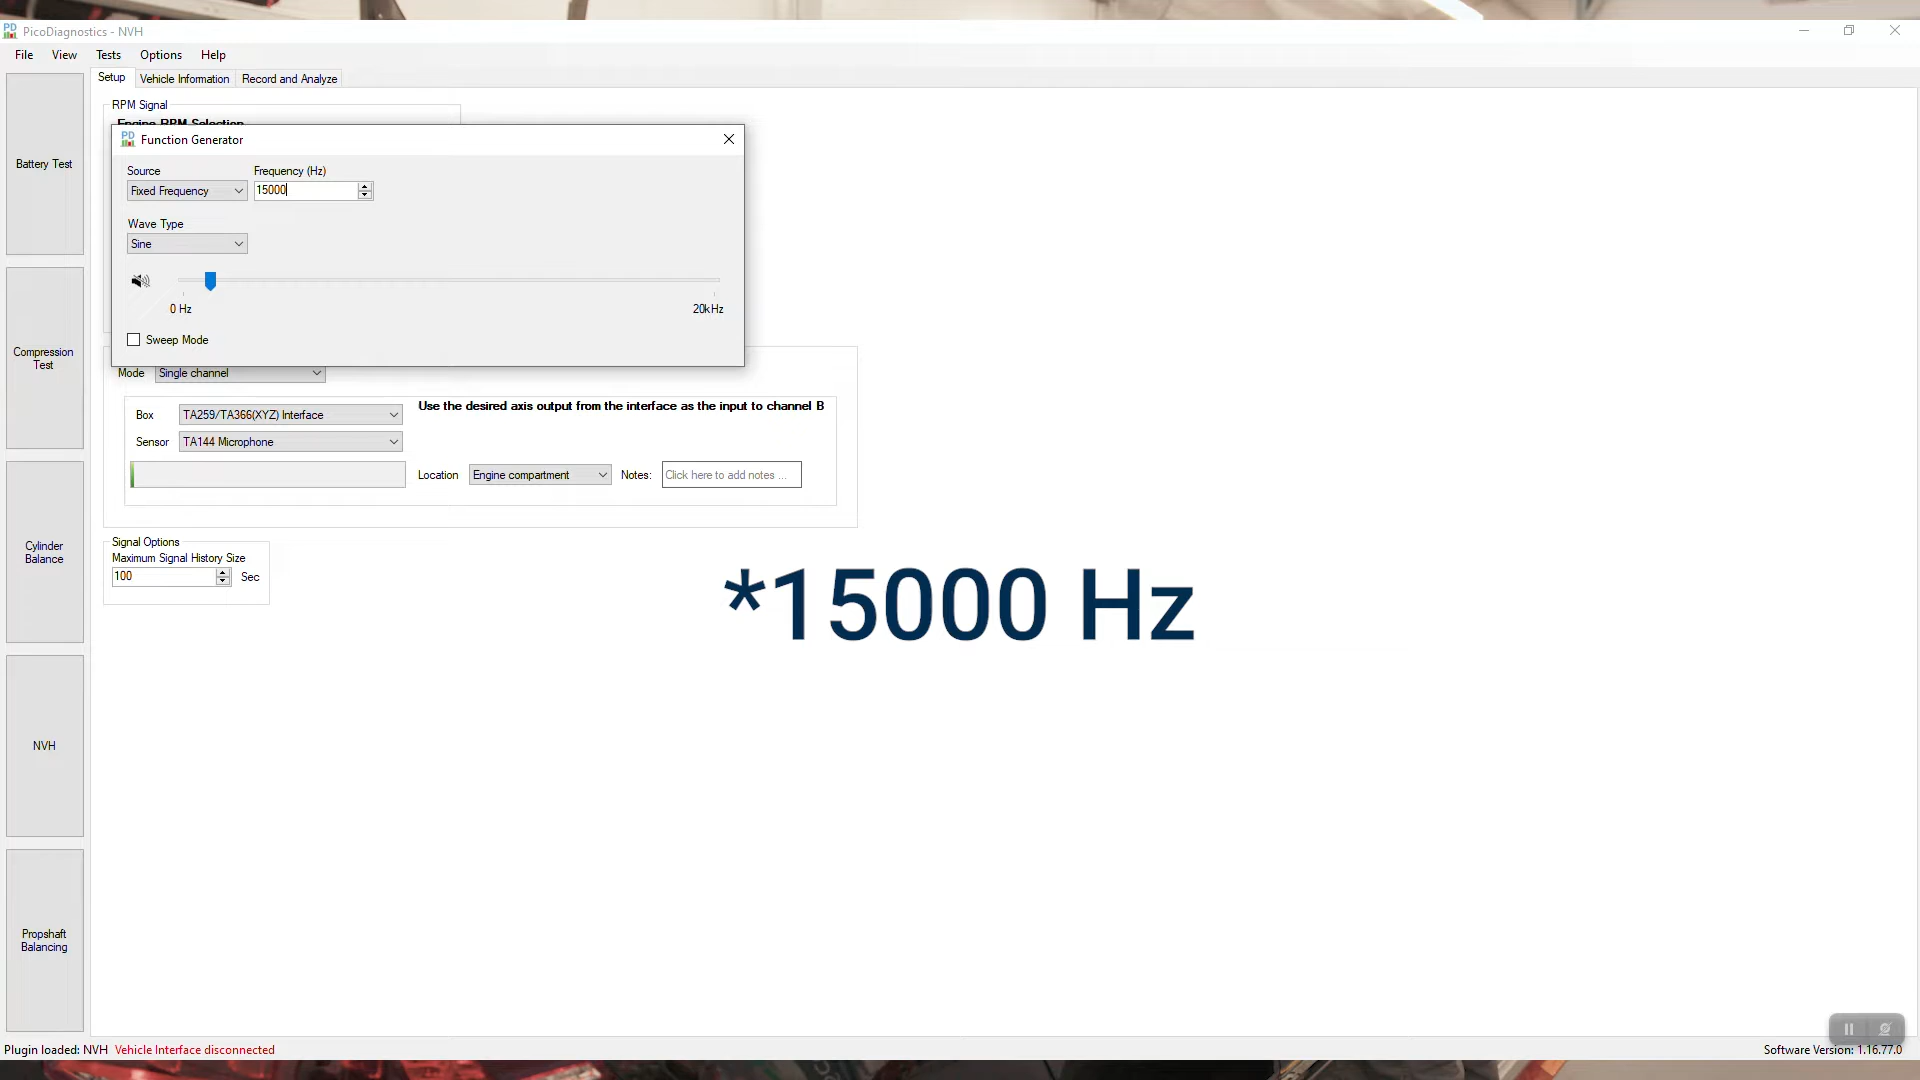 PicoDiagnostics - NVH
File View Tests Options Help
Setup Vehicle Information Record and Analyze
RPM Signal
Engine RPM Selection
Function Generator
Source Frequency (Hz)
Fixed Frequency 15000
Wave Type
Sine
0 Hz 20kHz
Sweep Mode
Mode Single channel
Box TA259/TA366(XYZ) Interface Use the desired axis output from the interface as the input to channel B
Sensor TA144 Microphone
Location Engine compartment Notes: Click here to add notes ...
Signal Options
Maximum Signal History Size
100 Sec
Battery Test
Compression
Test
Cylinder
Balance
NVH
Propshaft
Balancing
*15000 Hz
Plugin loaded: NVH Vehicle Interface disconnected Software Version: 1.16.77.0